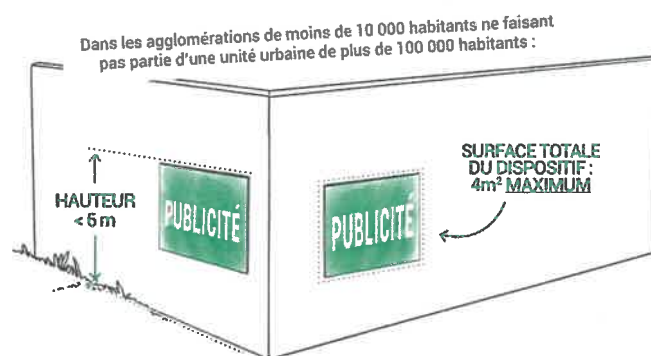 Dans les agglomérations de moins de 10 000 habitants ne faisant
pas partie d'une unité urbaine de plus de 100 000 habitants :
HAUTEUR
< 6 m
PUBLICITÉ
PUBLICITÉ
SURFACE TOTALE
DU DISPOSITIF :
4m² MAXIMUM